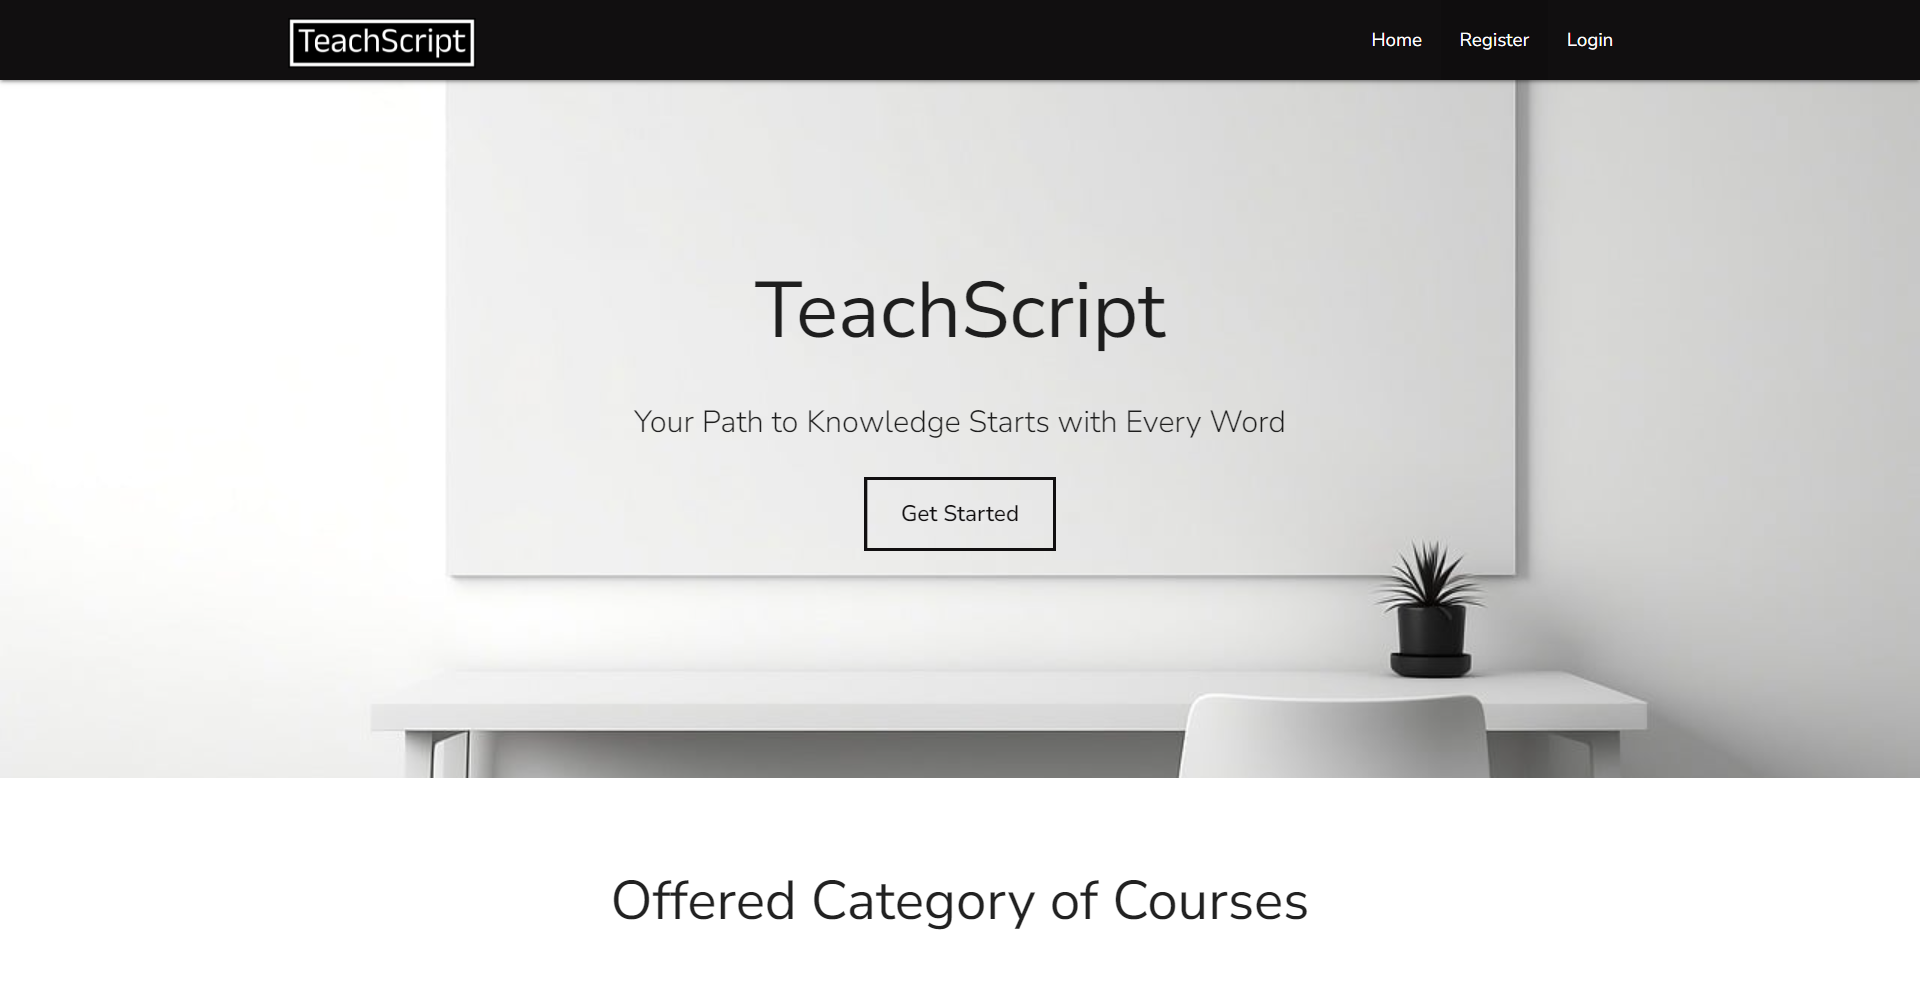 TeachScript
Home Register Login
TeachScript
Your Path to Knowledge Starts with Every Word
Get Started
Offered Category of Courses